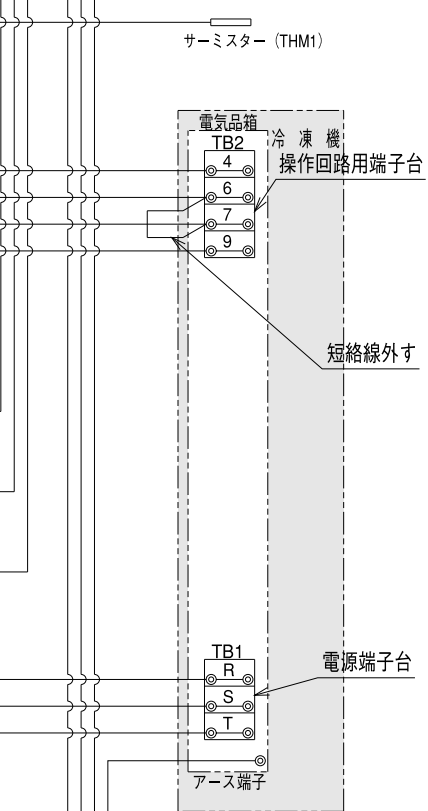 サーミスター（THM1）
電気品箱
冷凍機
TB2
操作回路用端子台
4
6
7
9
短絡線外す
TB1
電源端子台
R
S
T
アース端子